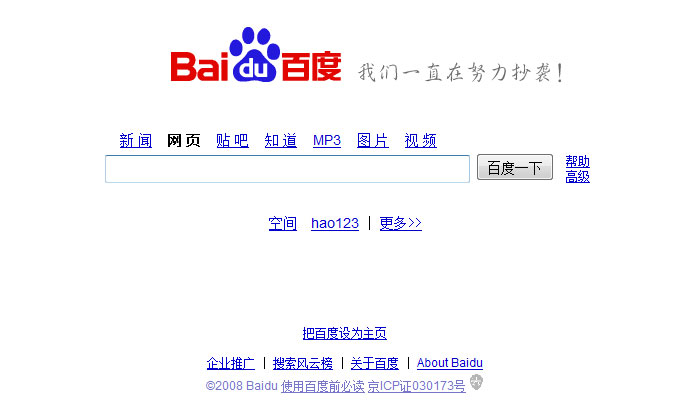 Bai du 百度 我们一直在努力抄袭!
新闻 网页 贴吧 知道 MP3 图片 视频
百度一下 帮助
高级
空间 hao123 | 更多>>
把百度设为主页
企业推广 | 搜索风云榜 | 关于百度 | About Baidu
©2008 Baidu 使用百度前必读 京ICP证030173号